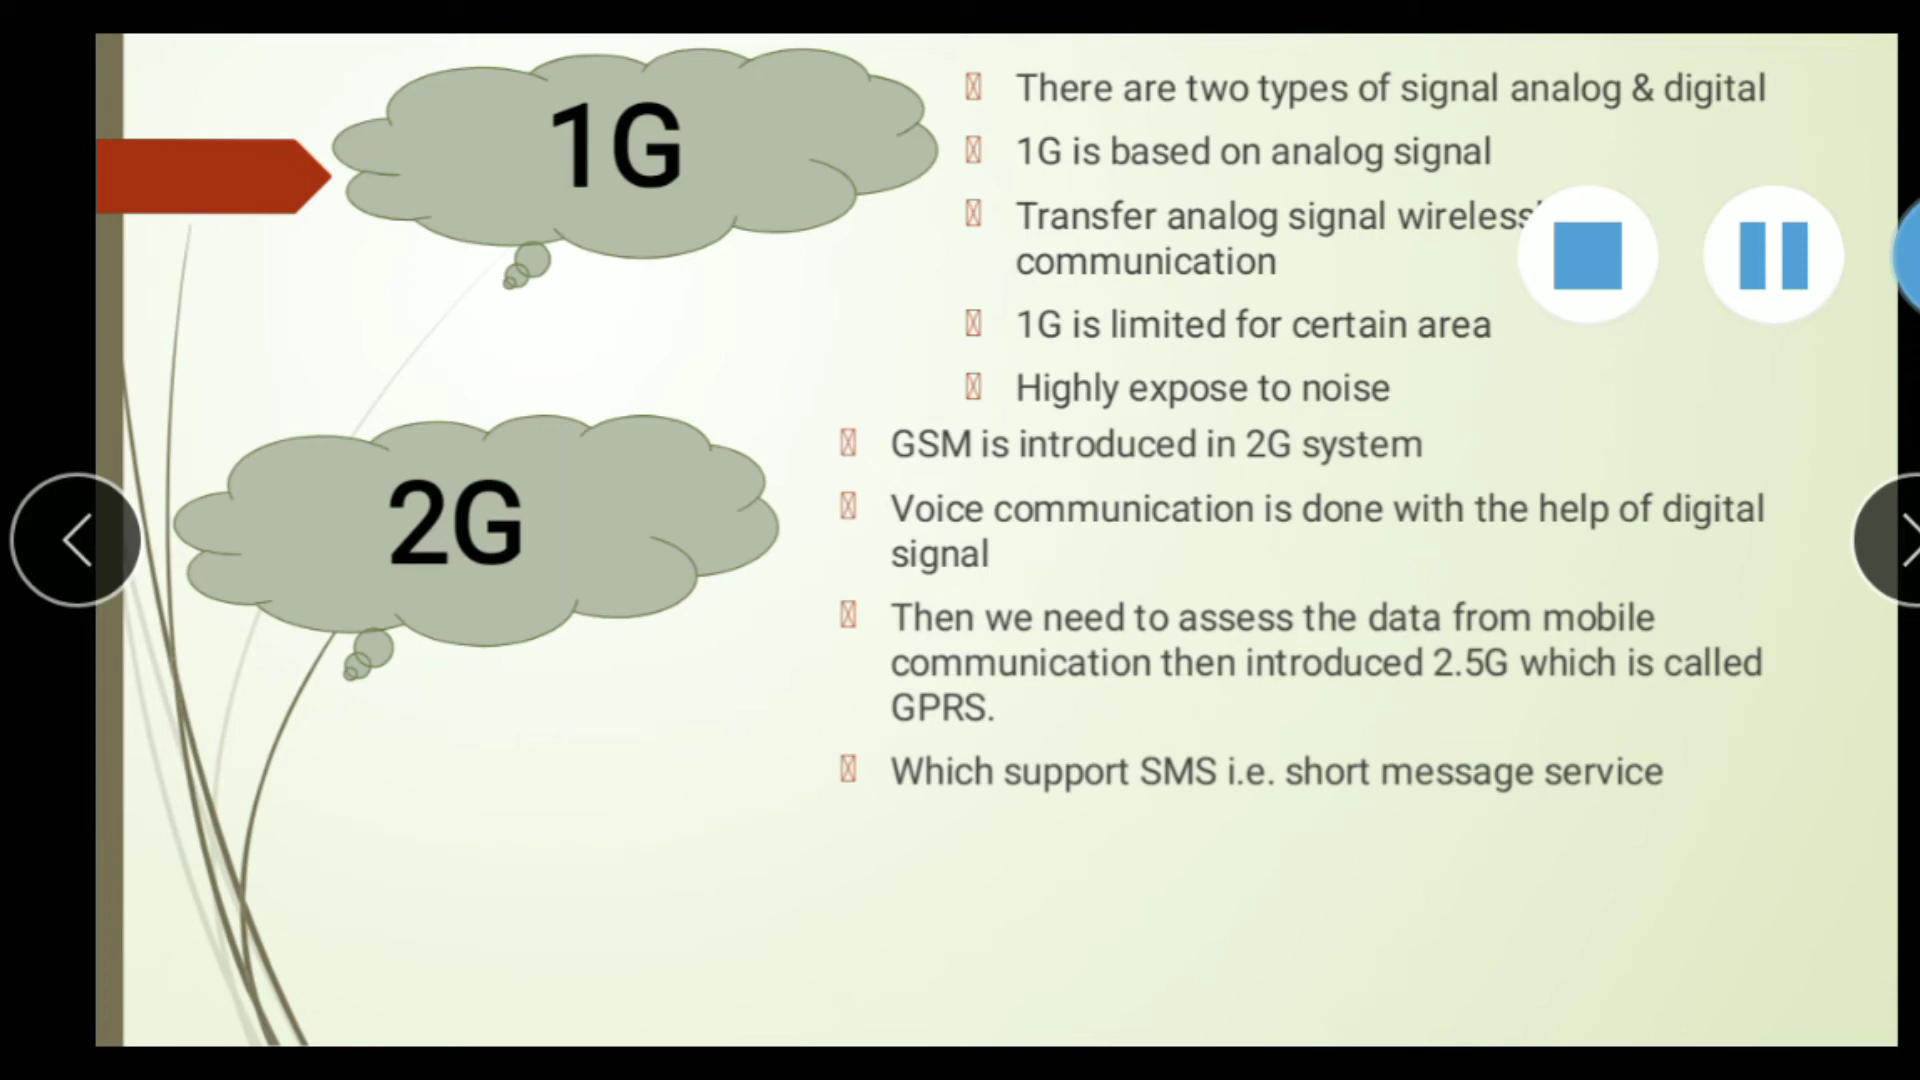 1G
There are two types of signal analog & digital
1G is based on analog signal
Transfer analog signal
communication
1G is limited for certain area
Highly expose to noise
2G
GSM is introduced in 2G system
Voice communication is done with the help of digital
signal
Then we need to assess the data from mobile
communication then introduced 2.5G which is called
GPRS.
Which support SMS i.e. short message service